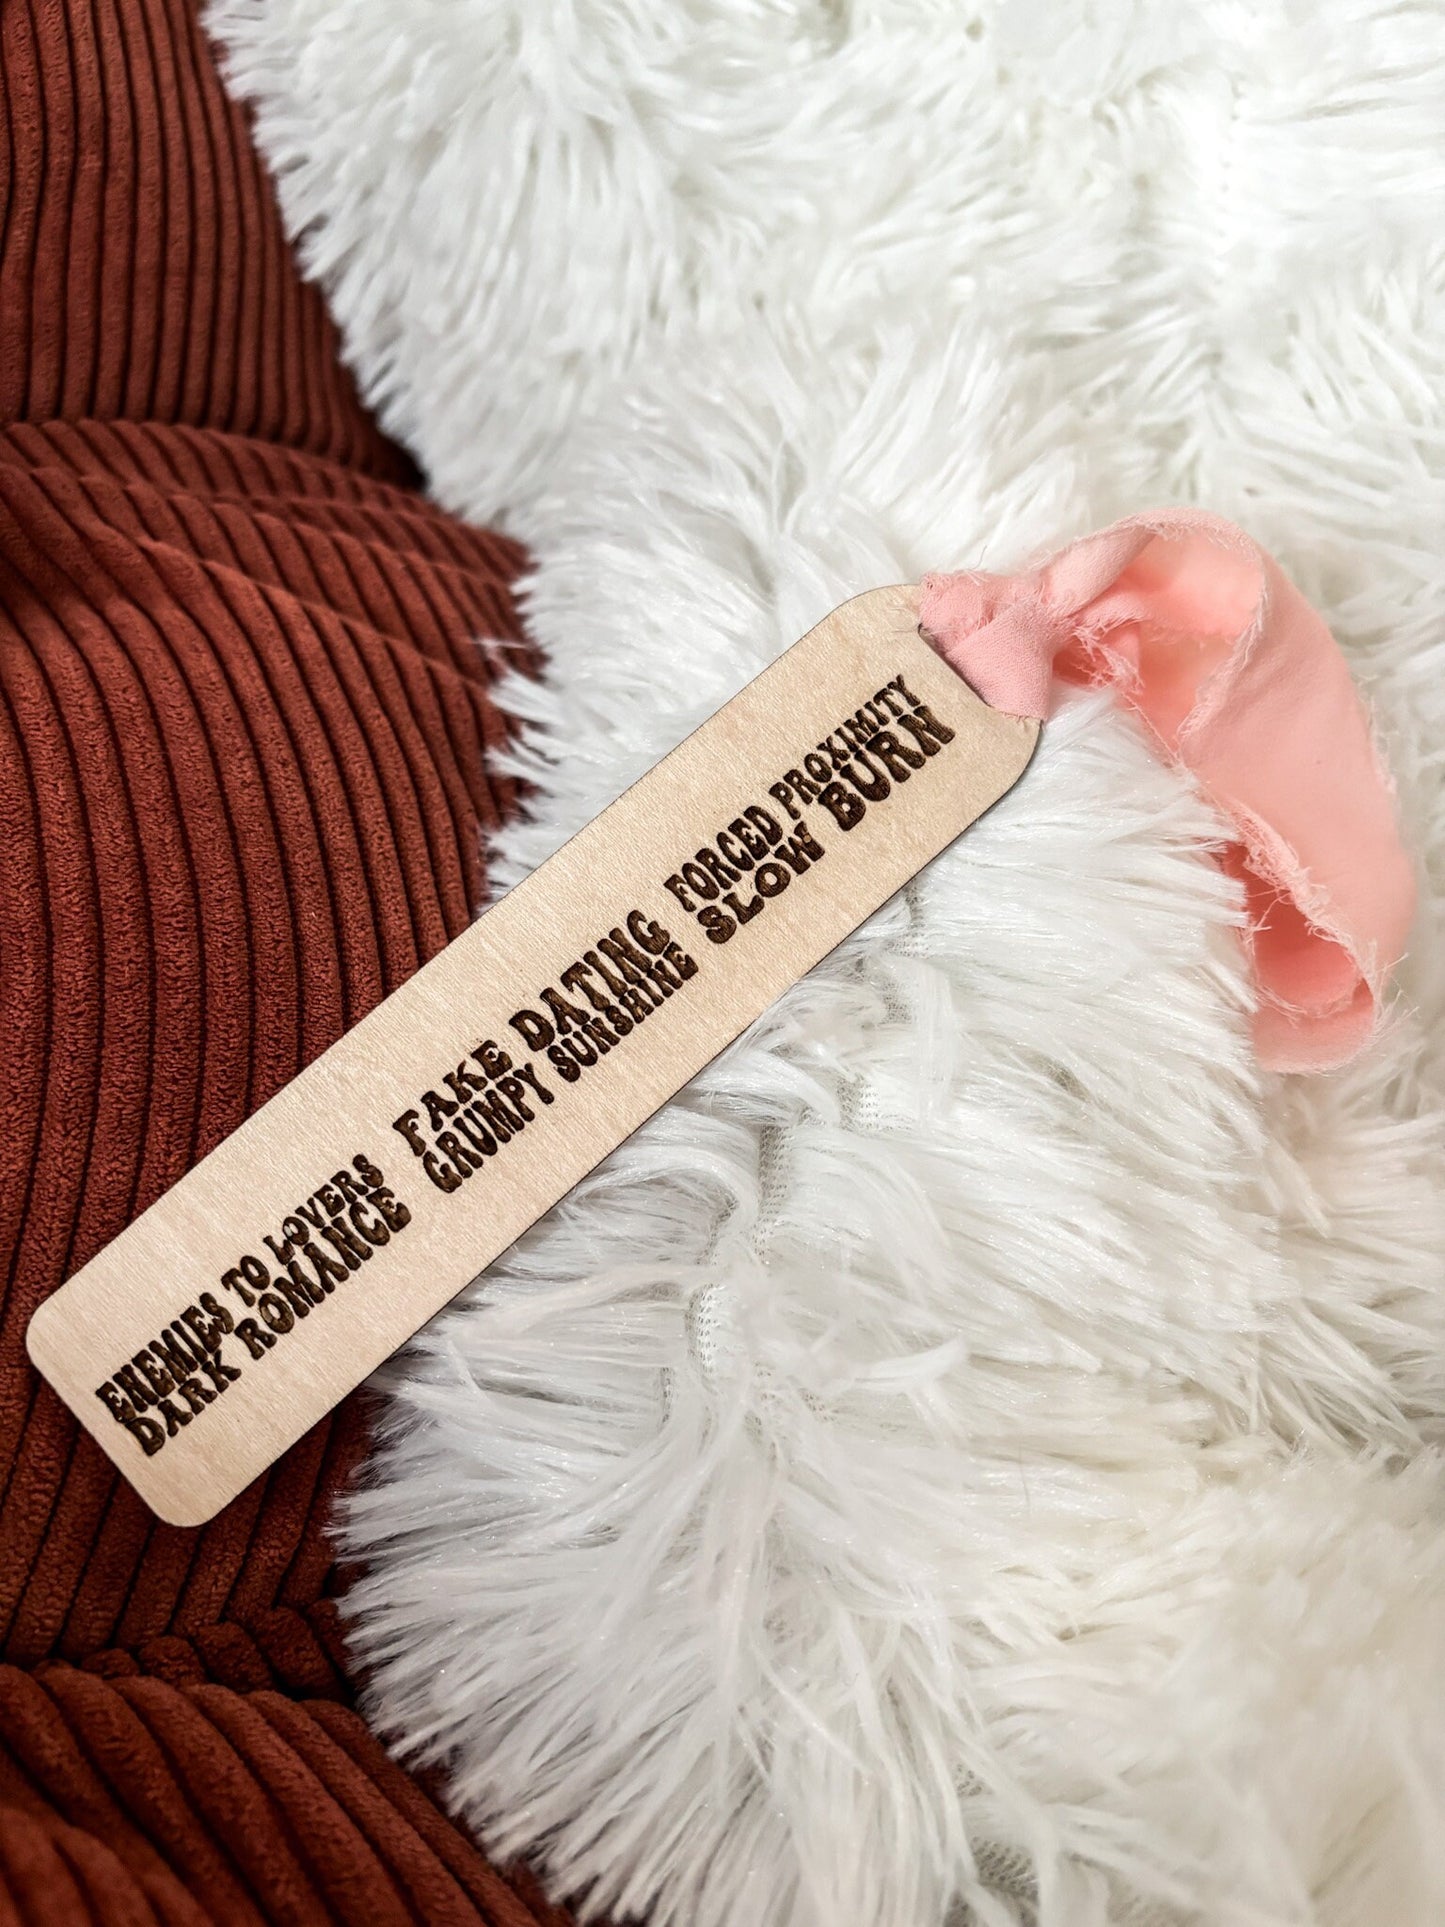 ENEMIES TO LOVERS
DARK ROMANCE
FAKE DATING
GRUMPY SUNSHINE
FORCED PROXIMITY
SLOW BURN